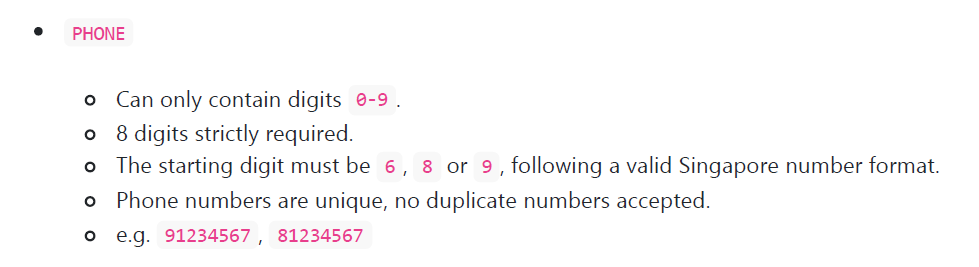 PHONE
Can only contain digits 0-9.
8 digits strictly required.
The starting digit must be 6, 8 or 9, following a valid Singapore number format.
Phone numbers are unique, no duplicate numbers accepted.
e.g. 91234567, 81234567